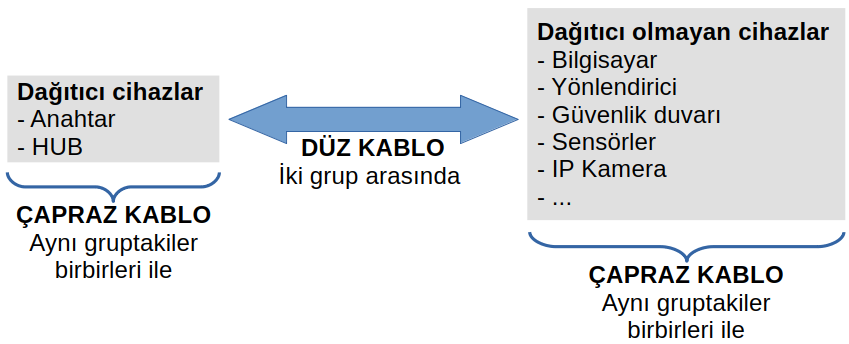 Dağıtıcı cihazlar
- Anahtar
- HUB
ÇAPRAZ KABLO
Aynı gruptakiler
birbirleri ile
DÜZ KABLO
İki grup arasında
Dağıtıcı olmayan cihazlar
- Bilgisayar
- Yönlendirici
- Güvenlik duvarı
- Sensörler
- IP Kamera
- ...
ÇAPRAZ KABLO
Aynı gruptakiler
birbirleri ile